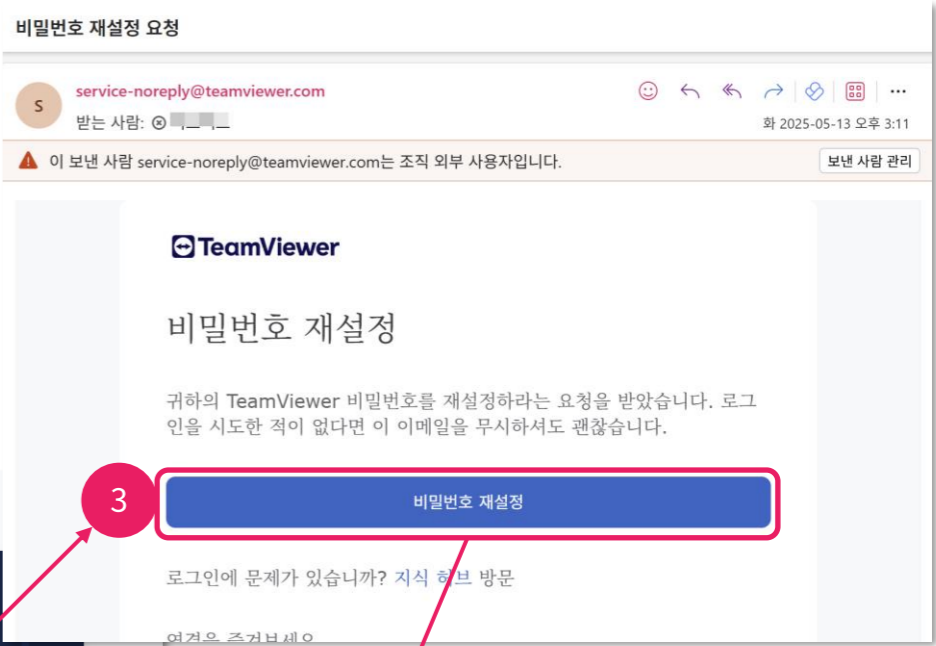 비밀번호 재설정 요청
S
service-noreply@teamviewer.com
받는 사람:
화 2025-05-13 오후 3:11
이 보낸 사람 service-noreply@teamviewer.com는 조직 외부 사용자입니다.
보낸 사람 관리
TeamViewer
비밀번호 재설정
귀하의 TeamViewer 비밀번호를 재설정하라는 요청을 받았습니다. 로그
인을 시도한 적이 없다면 이 이메일을 무시하셔도 괜찮습니다.
3
비밀번호 재설정
로그인에 문제가 있습니까? 지식 허브 방문